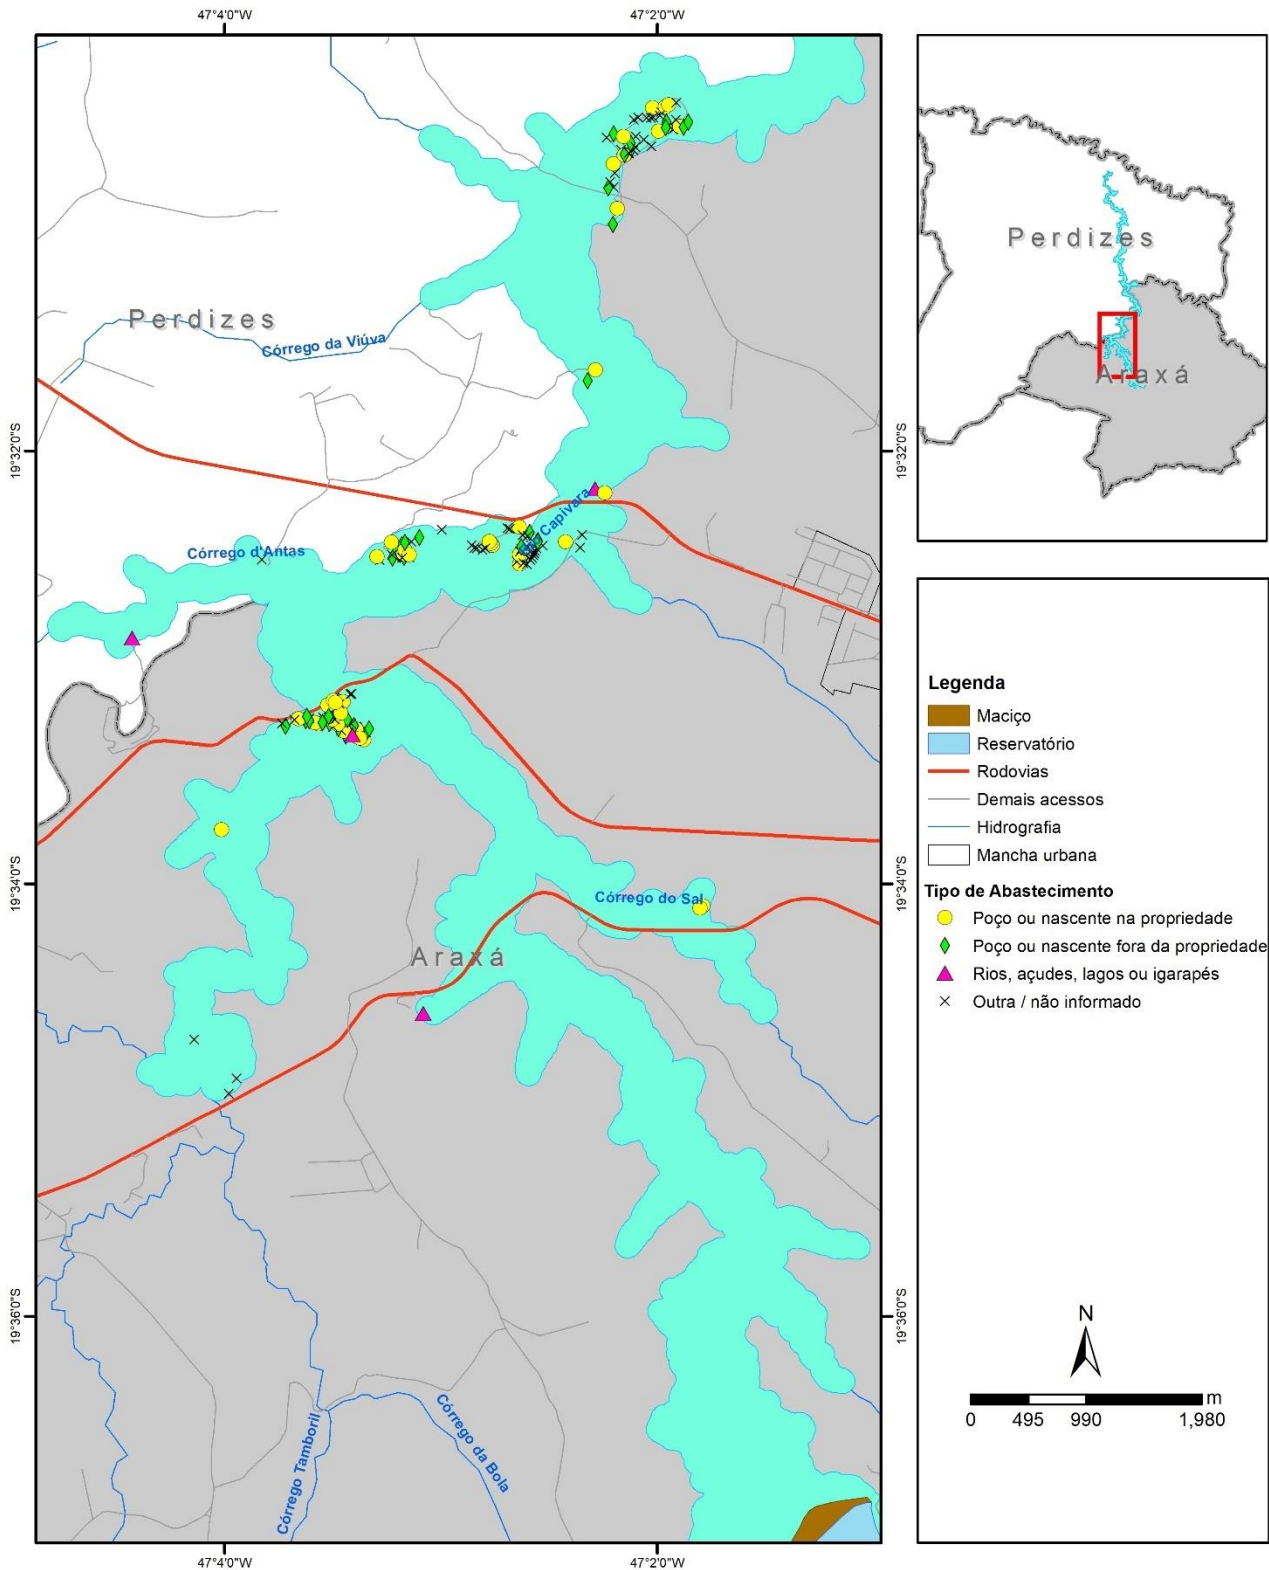 47°4'0"W
47°2'0"W
Perdizes
Córrego da Viúva
19°32'0"S
19°32'0"S
Capivara
Córrego d'Antas
19°34'0"S
19°34'0"S
Córrego do Sal
Araxá
19°36'0"S
19°36'0"S
Córrego Tamboril
Córrego da Bola
47°4'0"W
47°2'0"W
Perdizes
Araxá
Legenda
Maciço
Reservatório
Rodovias
Demais acessos
Hidrografia
Mancha urbana
Tipo de Abastecimento
Poço ou nascente na propriedade
Poço ou nascente fora da propriedade
Rios, açudes, lagos ou igarapés
Outra / não informado
N
m
0 495 990 1,980